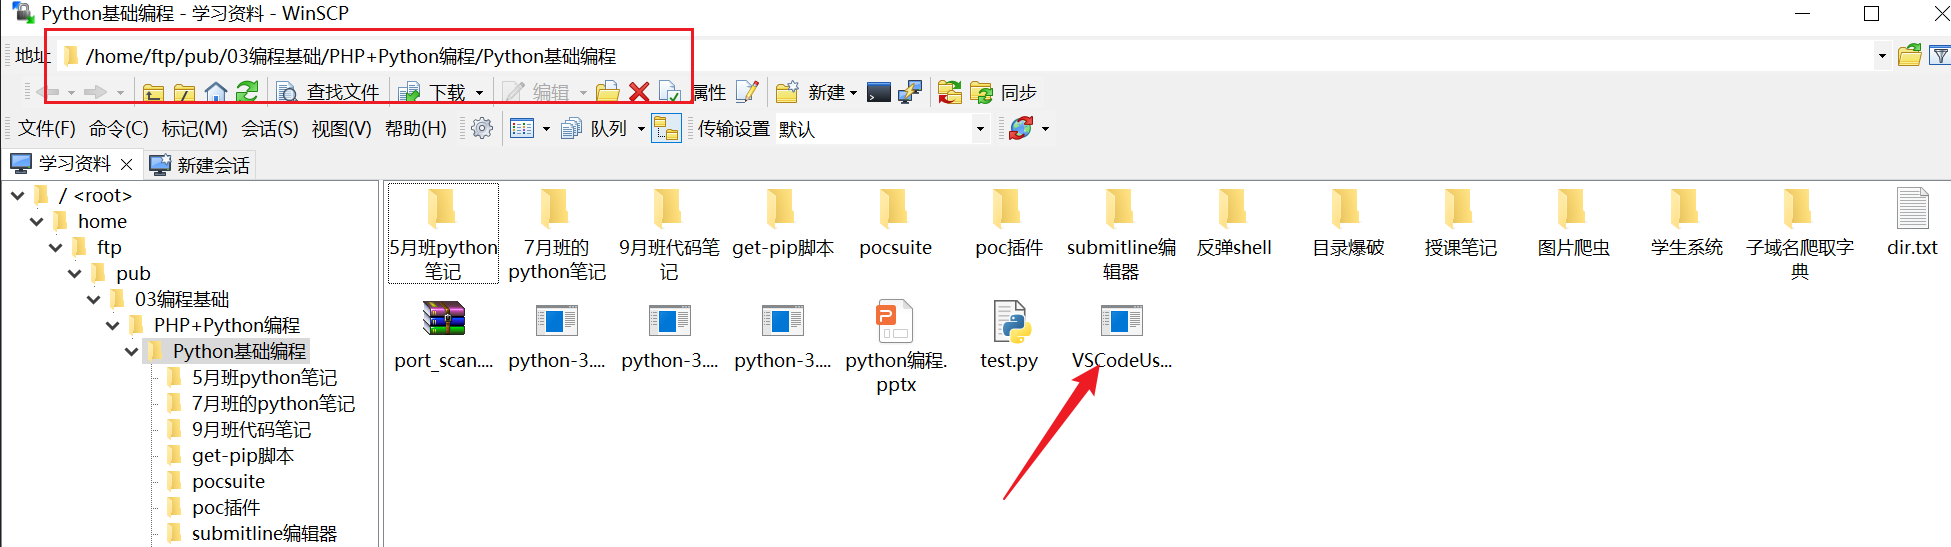 Python基础编程 - 学习资料 - WinSCP
地址 /home/ftp/pub/03编程基础/PHP+Python编程/Python基础编程
查找文件 下载 编辑 属性 新建 同步
文件(F) 命令(C) 标记(M) 会话(S) 视图(V) 帮助(H) 队列 传输设置 默认
学习资料 新建会话
/ <root>
home
ftp
pub
03编程基础
PHP+Python编程
Python基础编程
5月班python笔记
7月班的python笔记
9月班代码笔记
get-pip脚本
pocsuite
poc插件
submitline编辑器
5月班python
笔记
7月班的
python笔记
9月班代码笔
记
get-pip脚本
pocsuite
poc插件
submitline编
辑器
反弹shell
目录爆破
授课笔记
图片爬虫
学生系统
子域名爬取字
典
dir.txt
port_scan....
python-3....
python-3....
python-3....
python编程.
pptx
test.py
VSCodeUs...